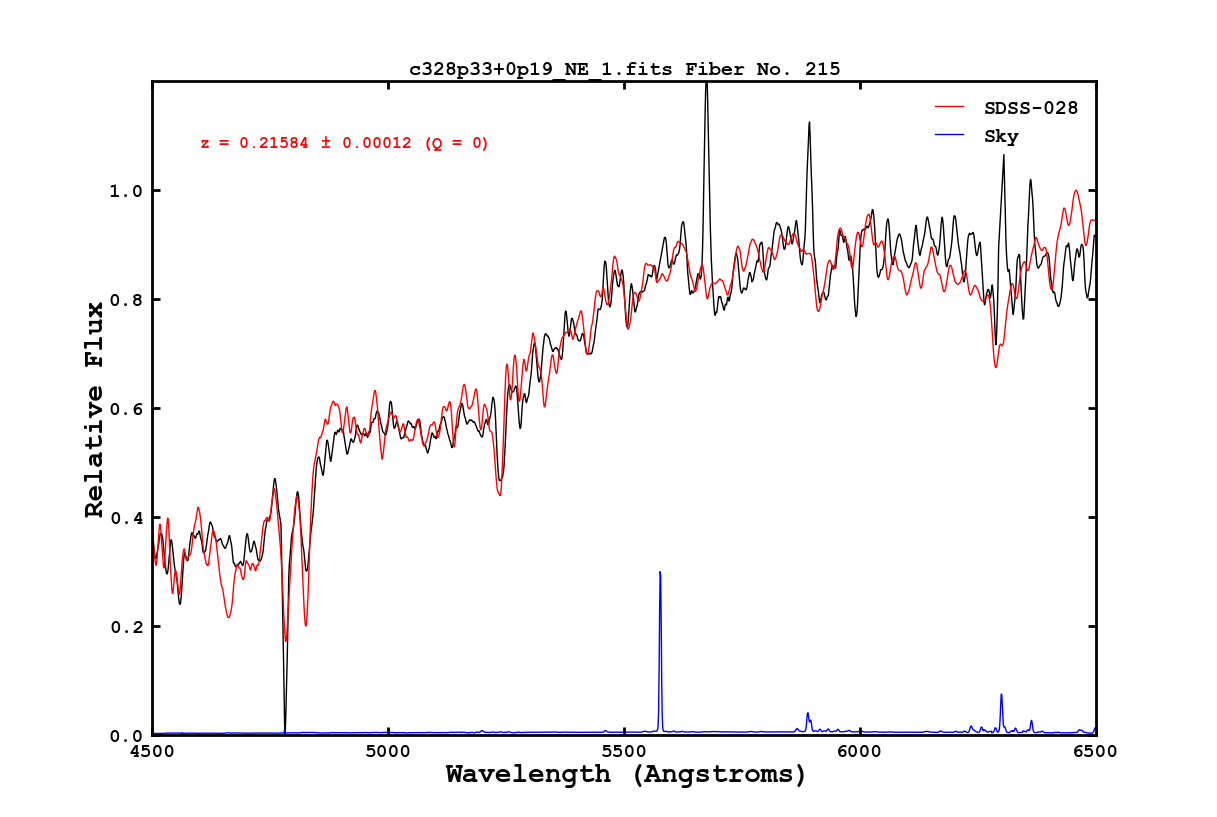 c328p33+0p19_NE_1.fits Fiber No. 215
SDSS-028
Sky
z = 0.21584 ± 0.00012 (Q = 0)
1.0
0.8
0.6
0.4
0.2
0.0
Relative Flux
4500 5000 5500 6000 6500
Wavelength (Angstroms)